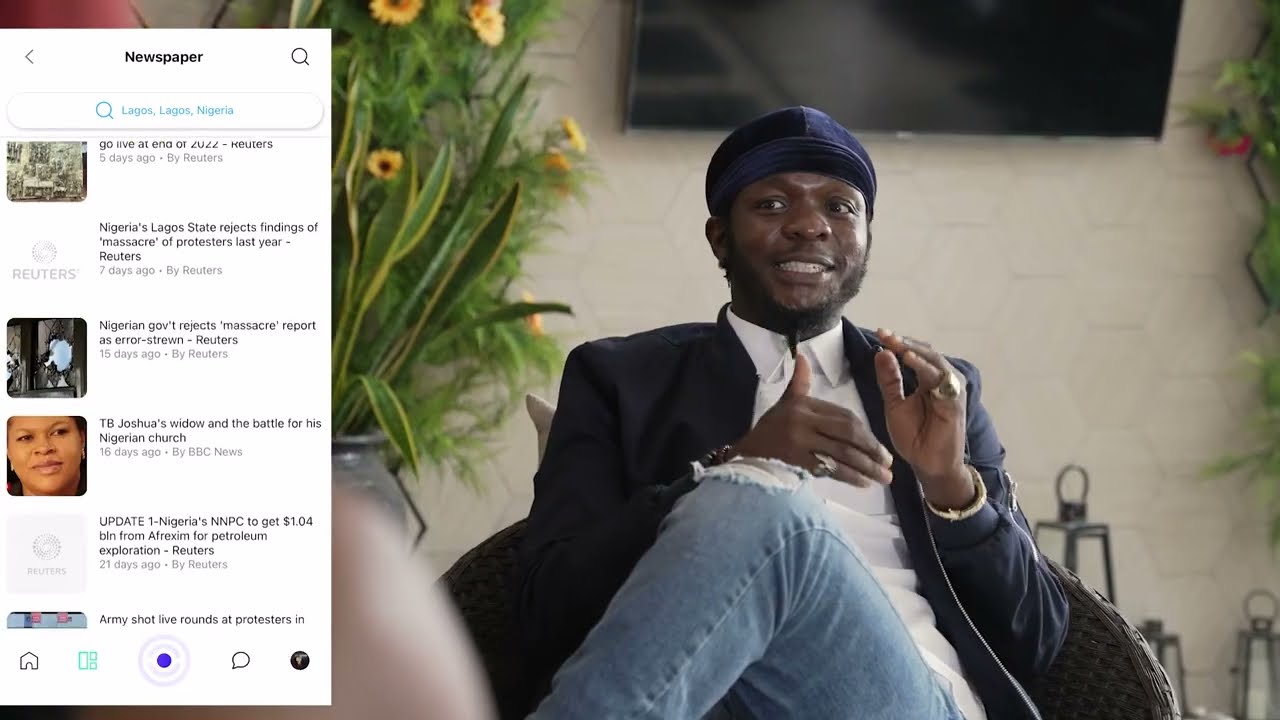 Newspaper
Lagos, Lagos, Nigeria
go live at end of 2022 - Reuters
5 days ago • By Reuters
Nigeria's Lagos State rejects findings of
'massacre' of protesters last year -
Reuters
7 days ago • By Reuters
REUTERS
Nigerian gov't rejects 'massacre' report
as error-strewn - Reuters
15 days ago • By Reuters
TB Joshua's widow and the battle for his
Nigerian church
16 days ago • By BBC News
UPDATE 1-Nigeria's NNPC to get $1.04
bln from Afrexim for petroleum
exploration - Reuters
21 days ago • By Reuters
REUTERS
Army shot live rounds at protesters in